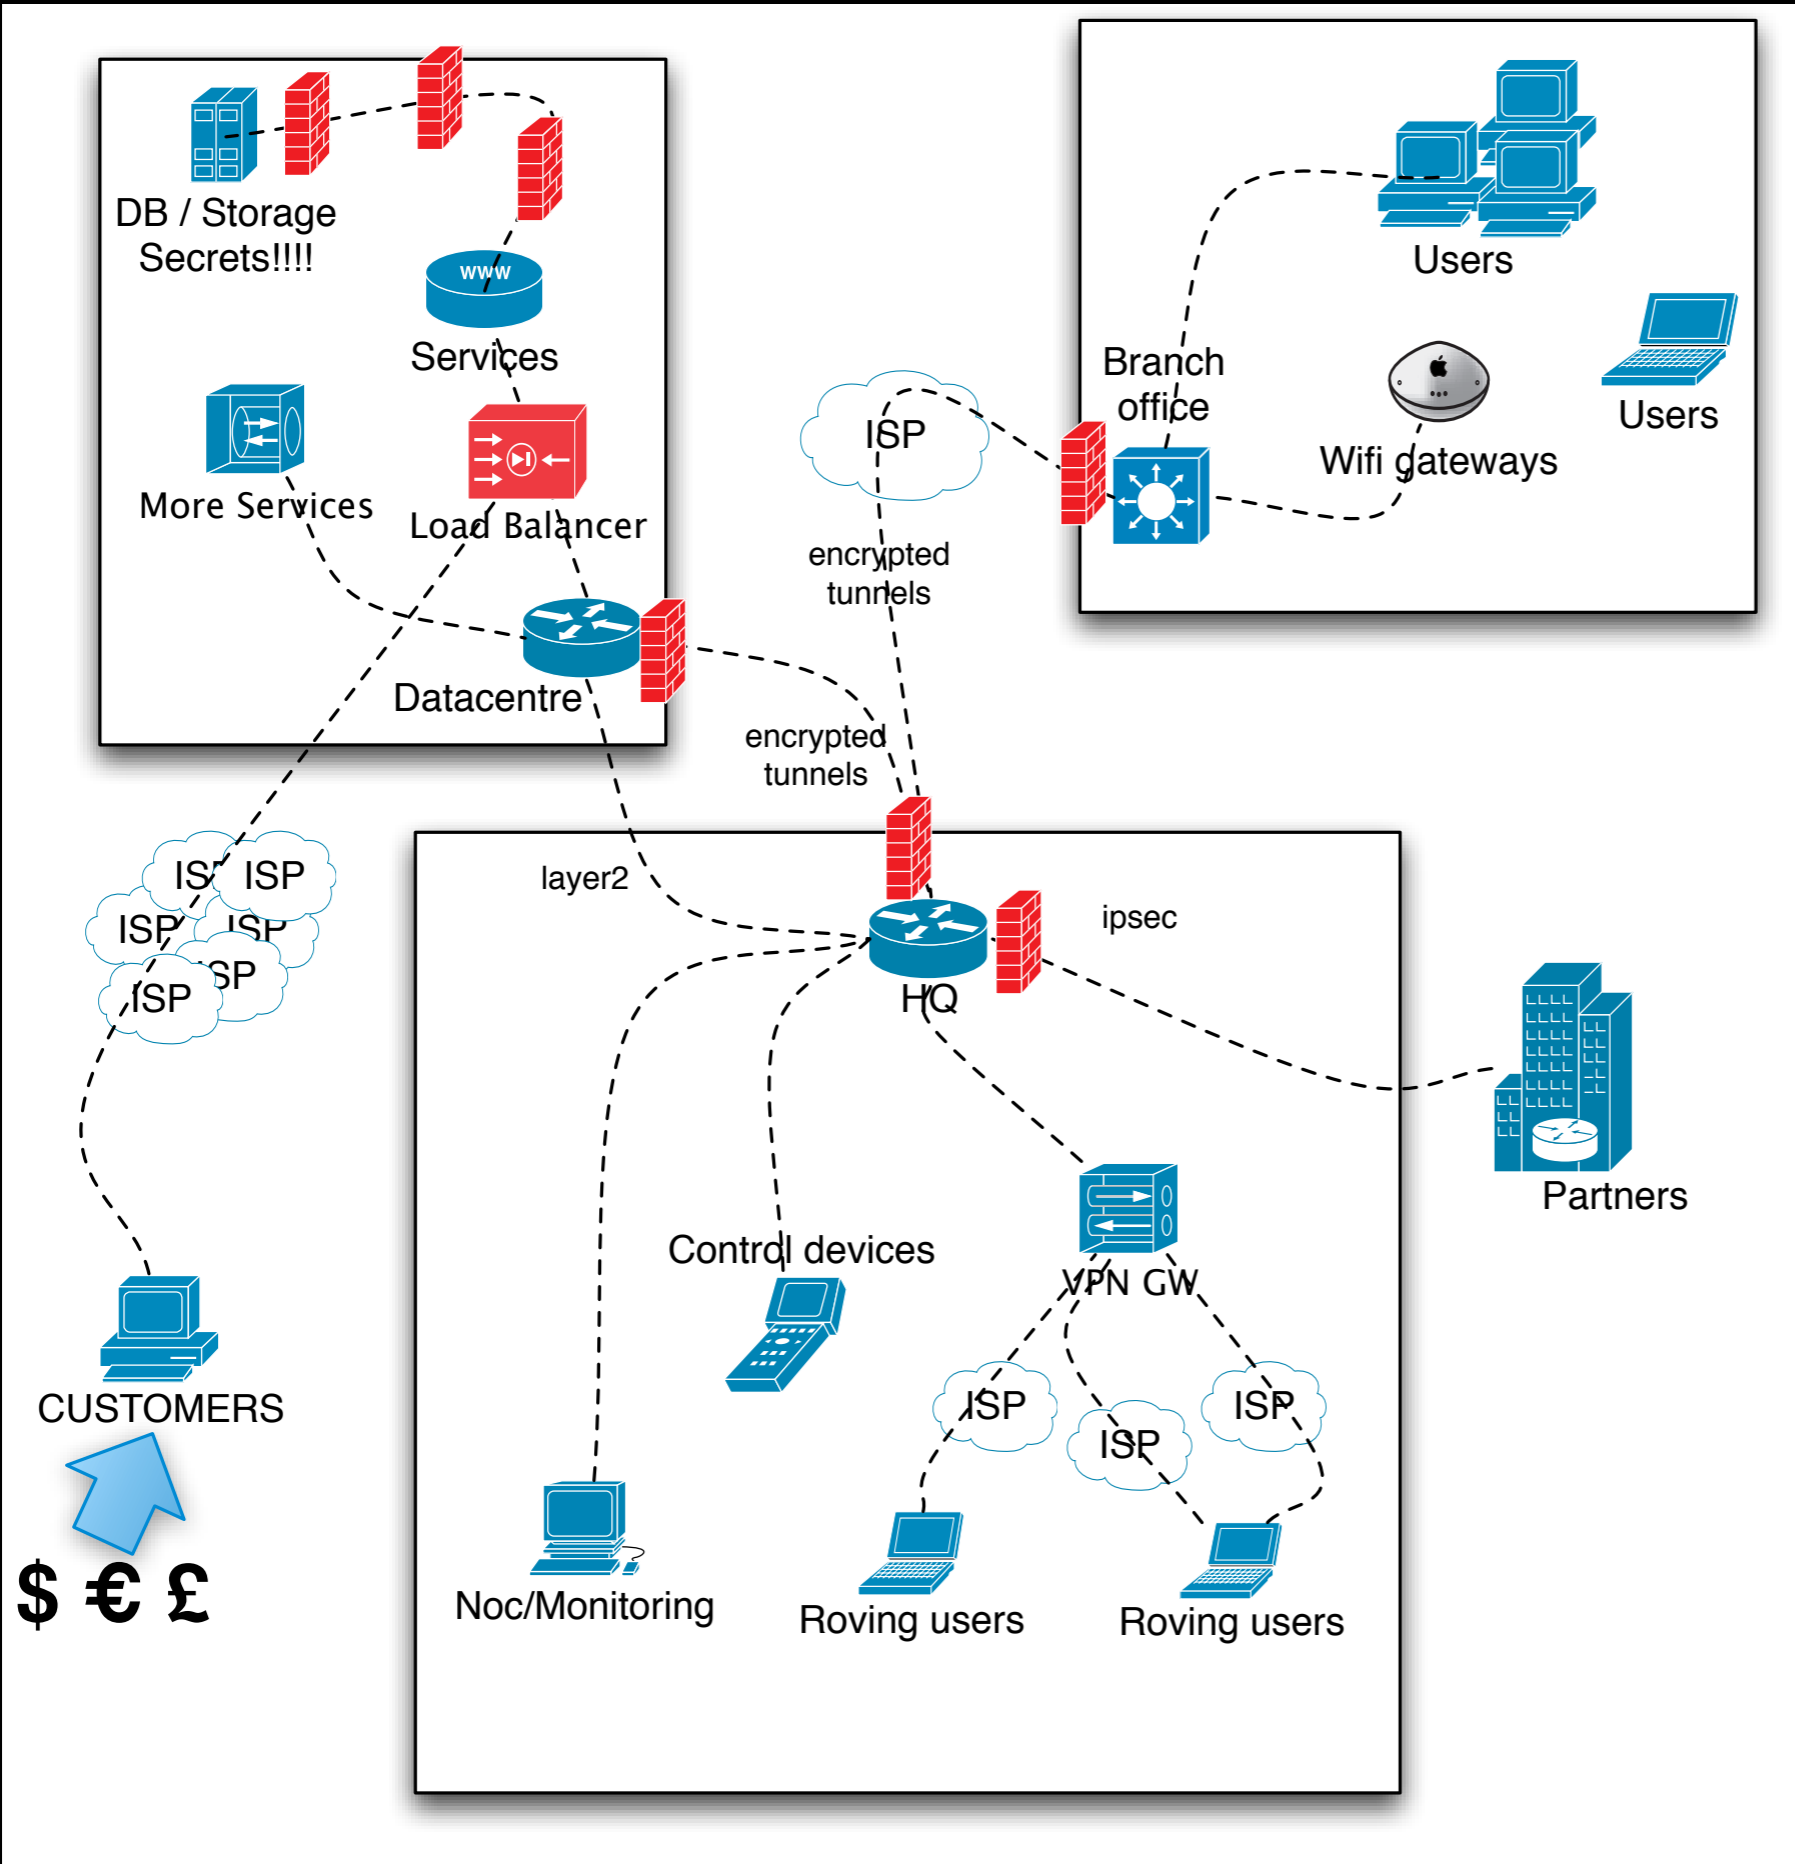 DB / Storage
Secrets!!!!
WWW
Services
More Services
Load Balancer
Datacentre
Users
Users
Branch
office
Wifi gateways
ISP
encrypted
tunnels
encrypted
tunnels
layer2
ipsec
HQ
ISP
ISP
ISP
ISP
ISP
ISP
Partners
Control devices
VPN GW
ISP
ISP
ISP
CUSTOMERS
$ € £
Noc/Monitoring
Roving users
Roving users